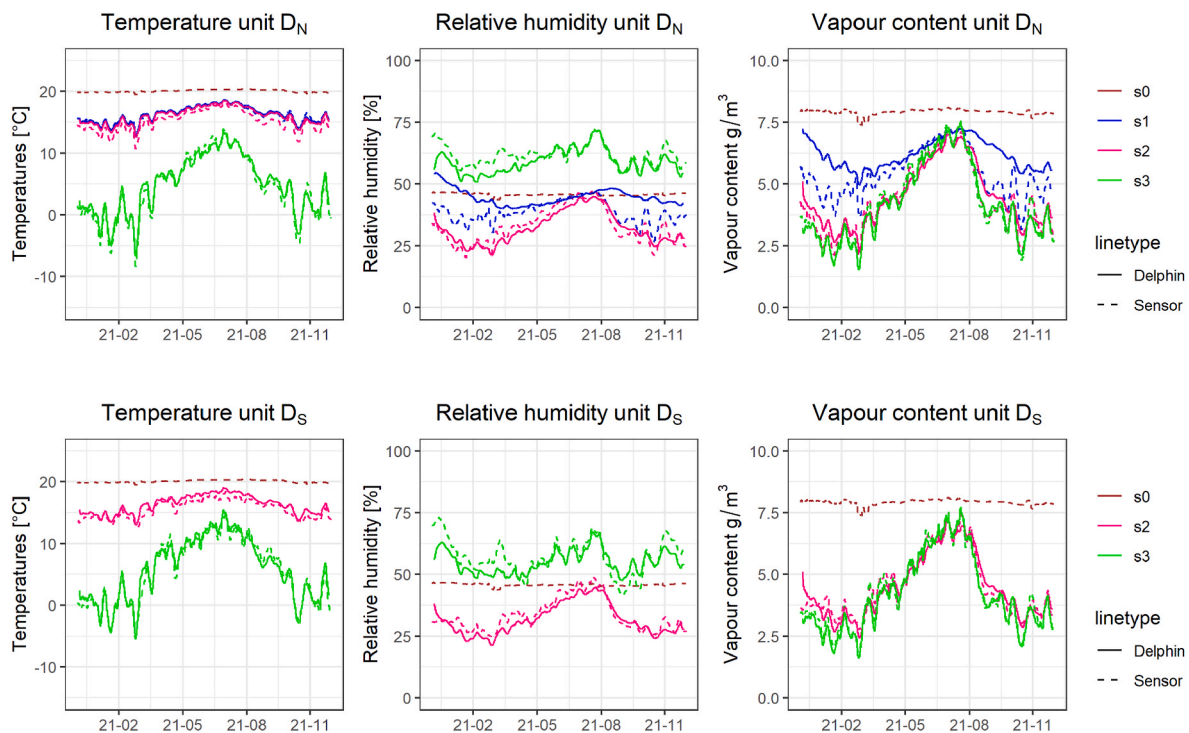 Temperature unit D_N
Relative humidity unit D_N
Vapour content unit D_N
Temperatures [°C]
20
10
0
-10
21-02
21-05
21-08
21-11
Relative humidity [%]
100
75
50
25
0
21-02
21-05
21-08
21-11
Vapour content g/m³
10.0
7.5
5.0
2.5
0.0
21-02
21-05
21-08
21-11
s0
s1
s2
s3
linetype
Delphin
Sensor
Temperature unit D_S
Relative humidity unit D_S
Vapour content unit D_S
Temperatures [°C]
20
10
0
-10
21-02
21-05
21-08
21-11
Relative humidity [%]
100
75
50
25
0
21-02
21-05
21-08
21-11
Vapour content g/m³
10.0
7.5
5.0
2.5
0.0
21-02
21-05
21-08
21-11
s0
s2
s3
linetype
Delphin
Sensor